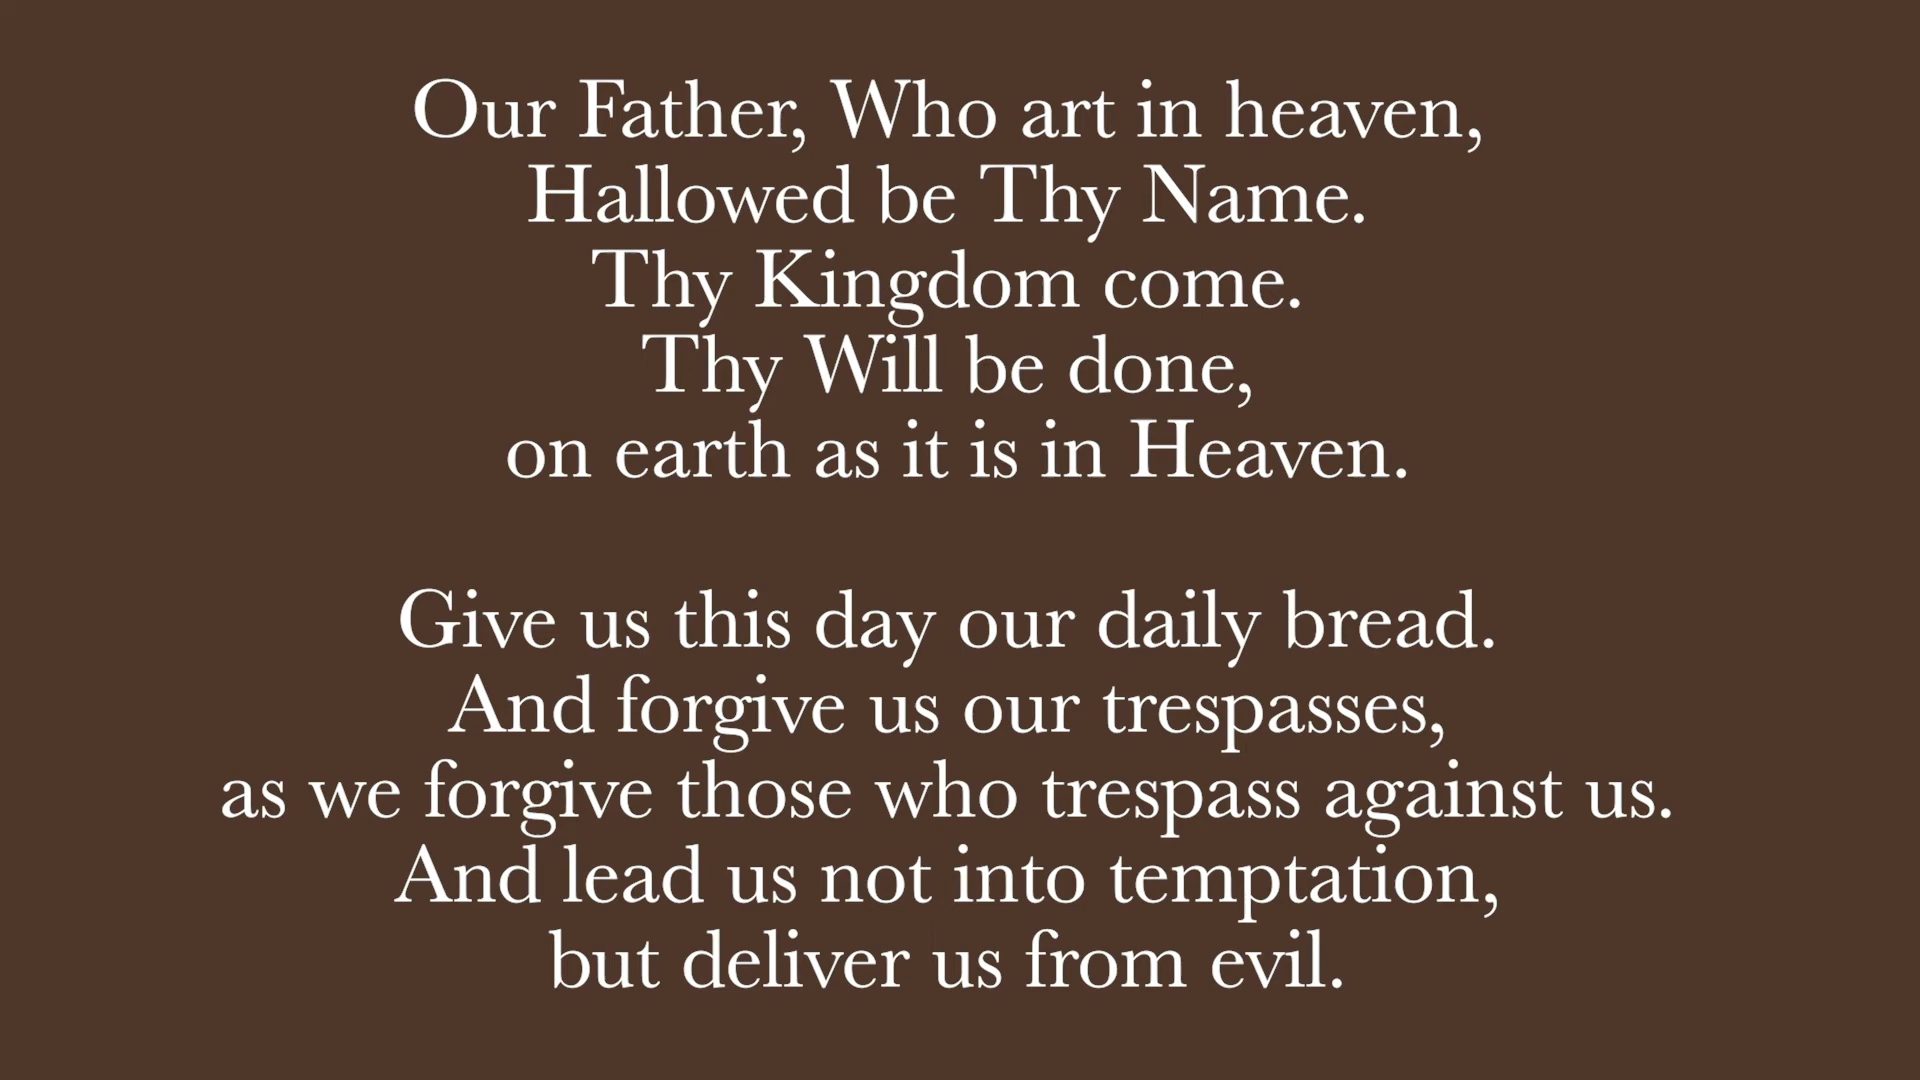 Our Father, Who art in heaven,
Hallowed be Thy Name.
Thy Kingdom come.
Thy Will be done,
on earth as it is in Heaven.
Give us this day our daily bread.
And forgive us our trespasses,
as we forgive those who trespass against us.
And lead us not into temptation,
but deliver us from evil.